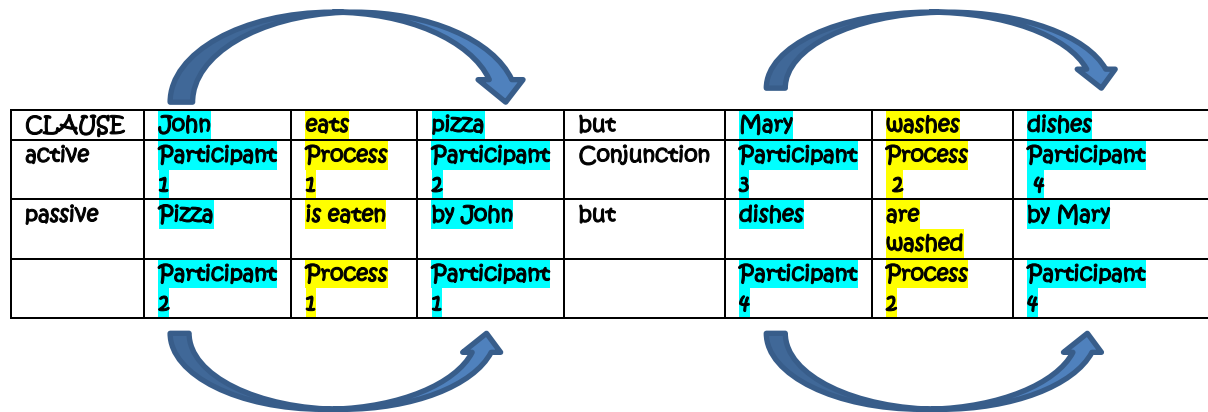 CLAUSE John eats pizza but Mary washes dishes
active Participant Process Participant Conjunction Participant Process Participant
1 1 2 3 2 4
passive Pizza is eaten by John but dishes are by Mary
washed
Participant Process Participant Participant Process Participant
2 1 1 4 2 4